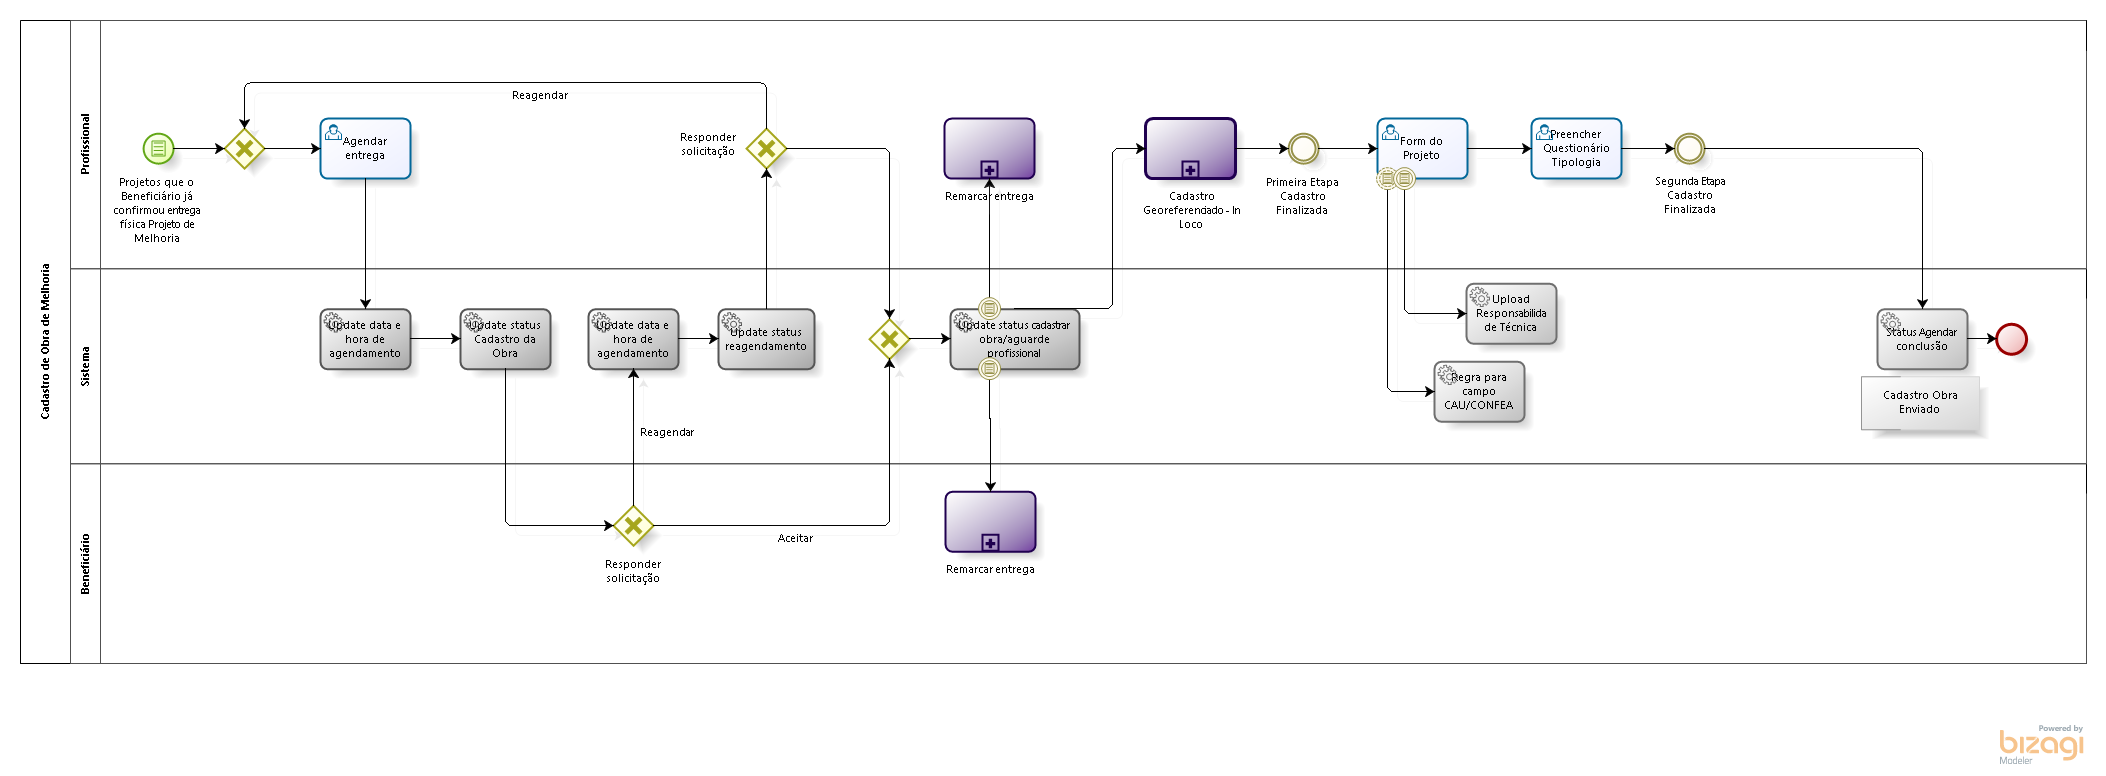 Cadastro de Obra de Melhoria
Profissional
Sistema
Beneficiário
Projetos que o
Beneficiário já
confirmou entrega
física Projeto de
Melhoria
Agendar
entrega
Reagendar
Responder
solicitação
Remarcar entrega
Cadastro
Georeferenciado - In
Loco
Primeira Etapa
Cadastro
Finalizada
Form do
Projeto
Preencher
Questionário
Tipologia
Segunda Etapa
Cadastro
Finalizada
Update data e
hora de
agendamento
Update status
Cadastro da
Obra
Update data e
hora de
agendamento
Update status
reagendamento
Update status cadastrar
obra/aguarde
profissional
Upload
Responsabilida
de Técnica
Regra para
campo
CAU/CONFEA
Status Agendar
conclusão
Cadastro Obra
Enviado
Reagendar
Aceitar
Responder
solicitação
Remarcar entrega
Powered by
bizagi
Modeler